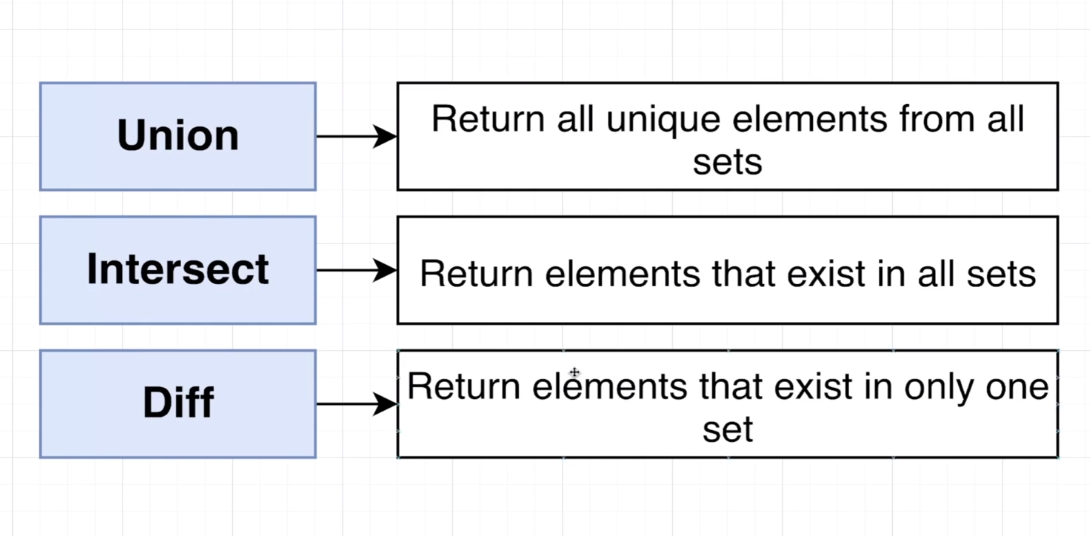 Union
Return all unique elements from all
sets
Intersect
Return elements that exist in all sets
Diff
Return elements that exist in only one
set